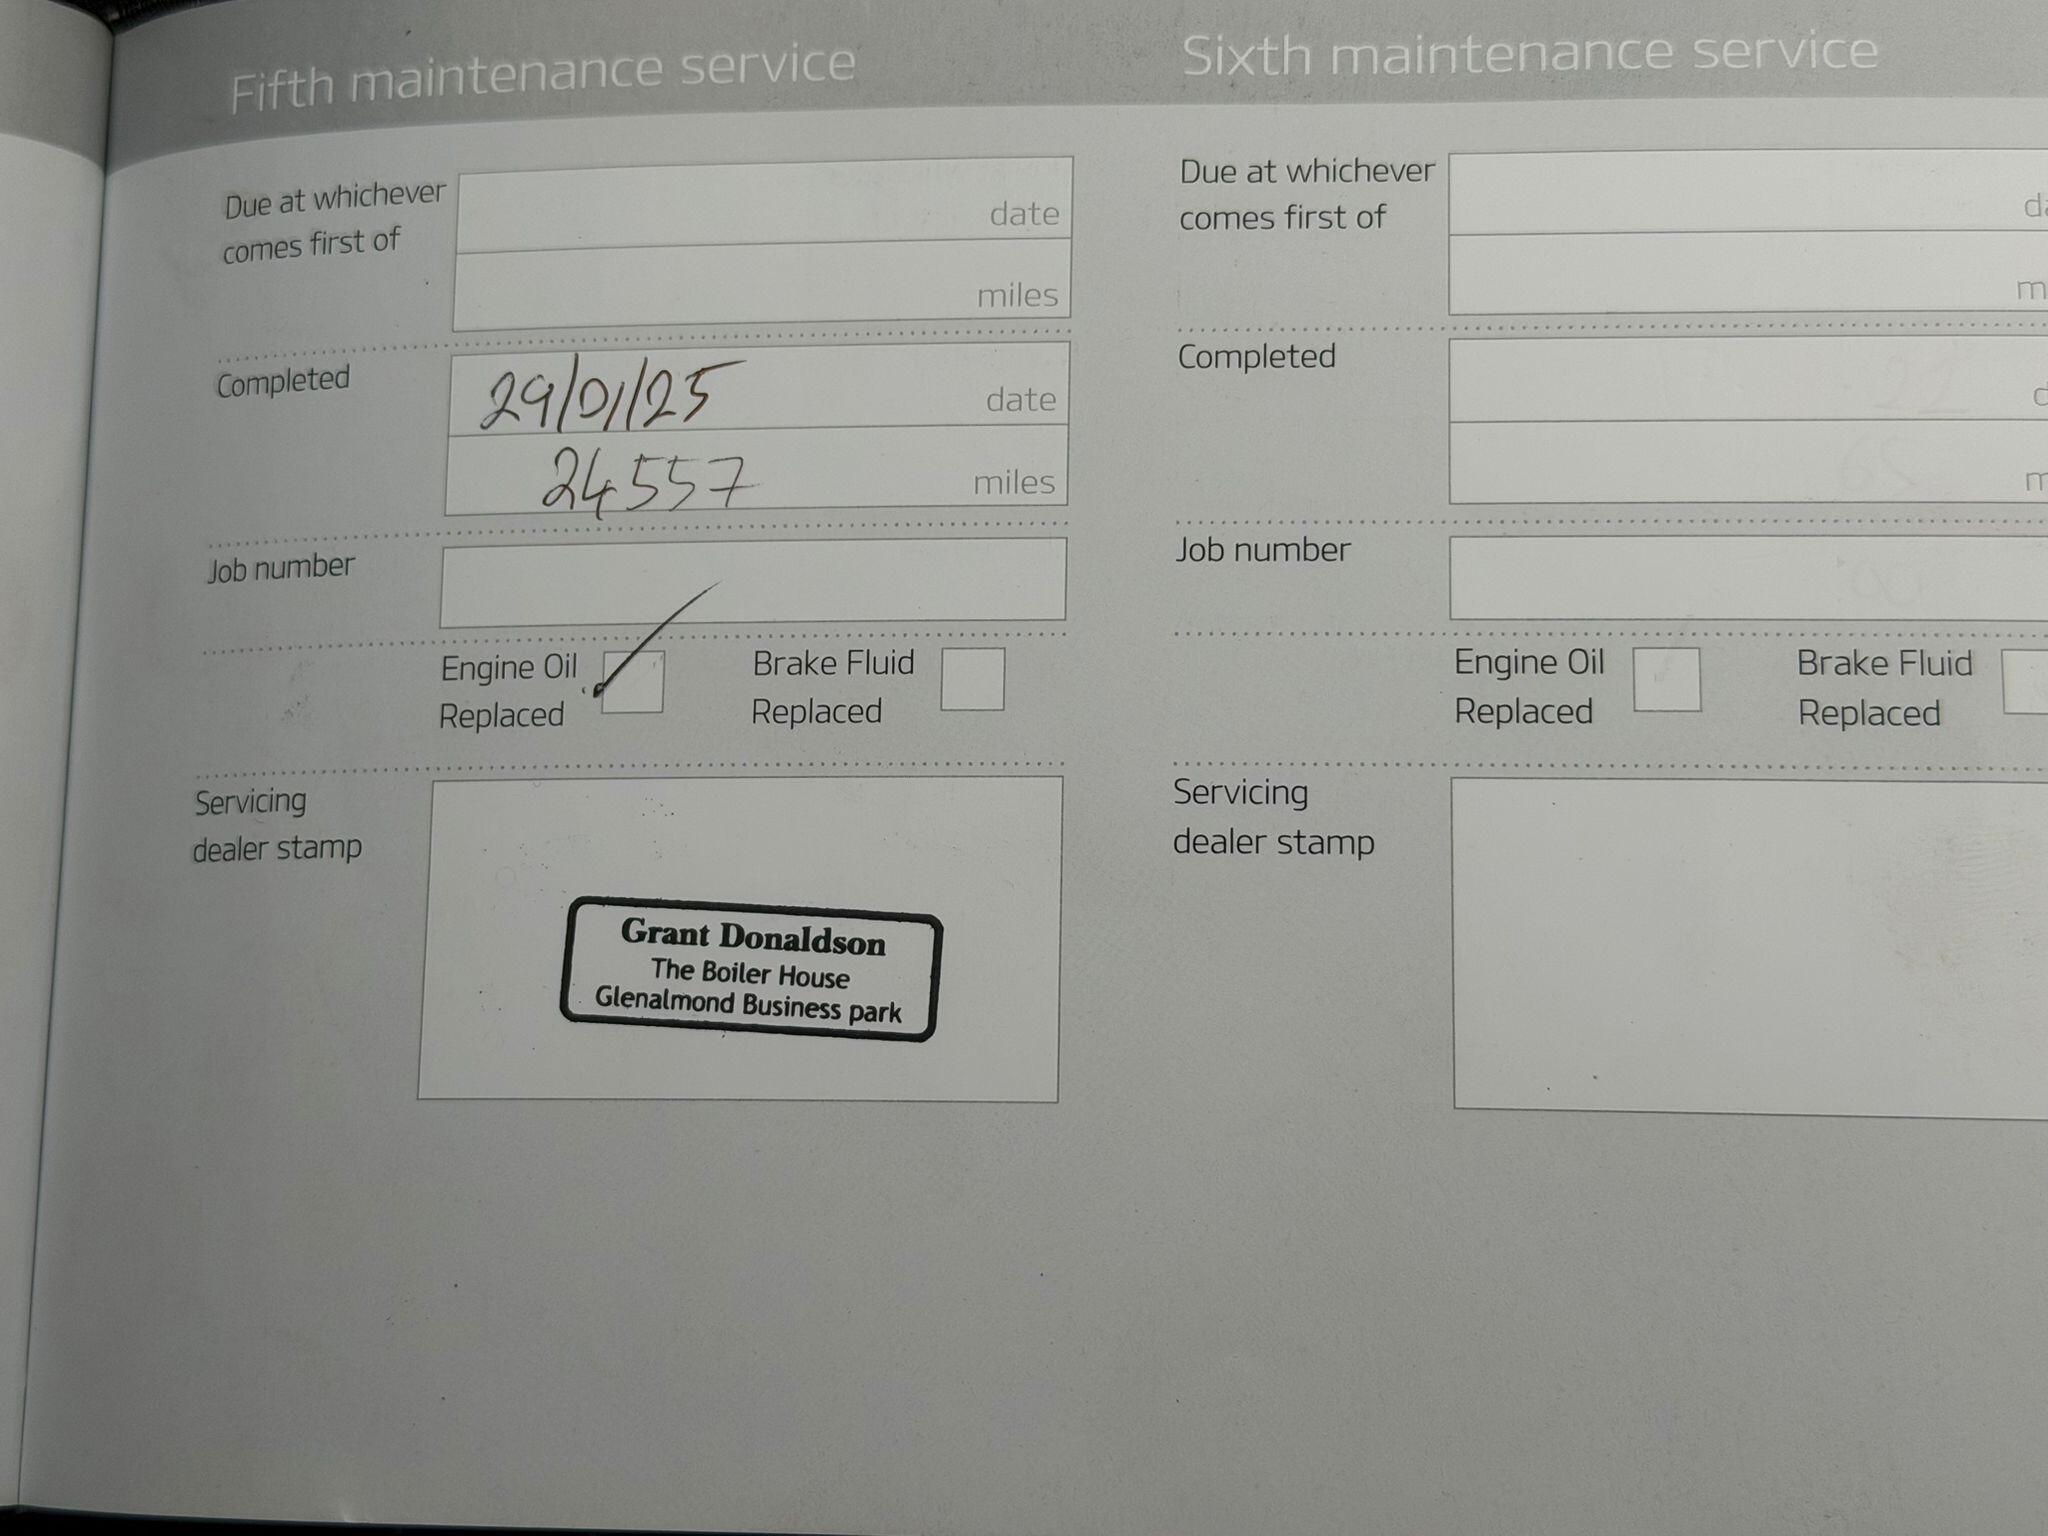 Fifth maintenance service
Due at whichever
comes first of
date
miles
Completed
29/01/25 date
24557 miles
Job number
Engine Oil
Replaced
Brake Fluid
Replaced
Servicing
dealer stamp
Grant Donaldson
The Boiler House
Glenalmond Business park
Sixth maintenance service
Due at whichever
comes first of
Completed
Job number
Engine Oil
Replaced
Brake Fluid
Replaced
Servicing
dealer stamp